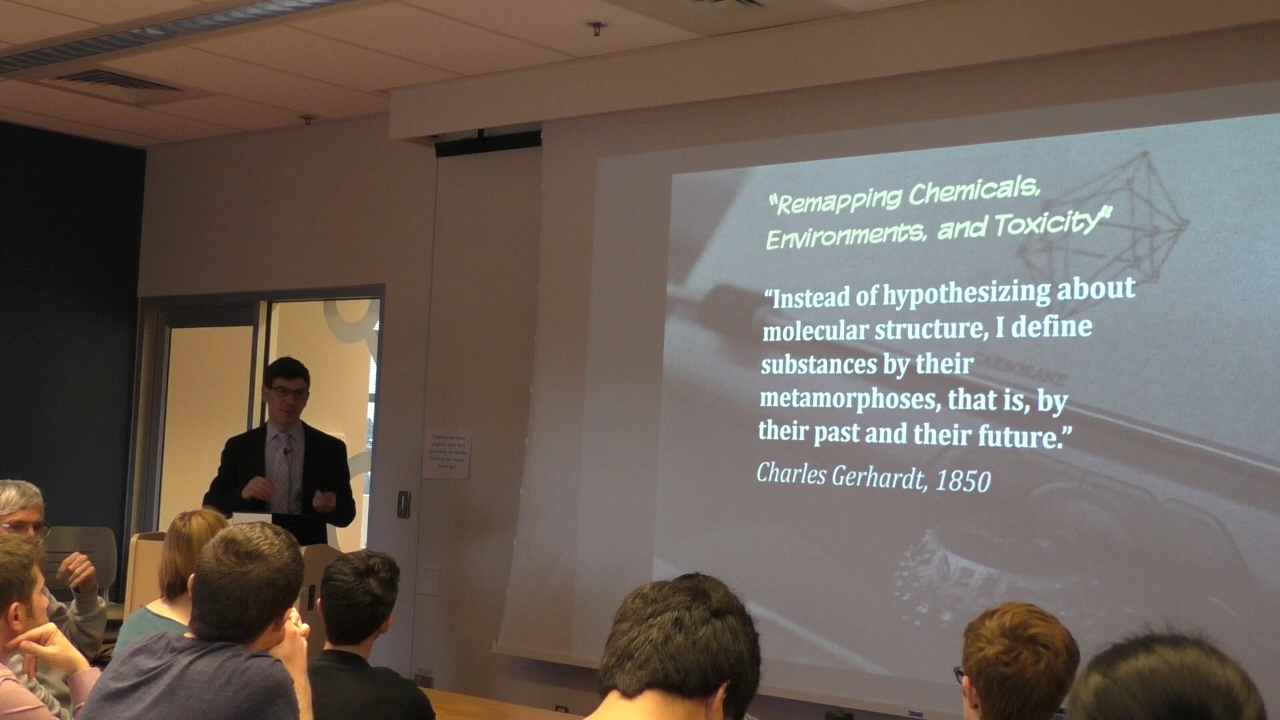 "Remapping Chemicals,
Environments, and Toxicity"
"Instead of hypothesizing about
molecular structure, I define
substances by their
metamorphoses, that is, by
their past and their future."
Charles Gerhardt, 1850
CARBORANE